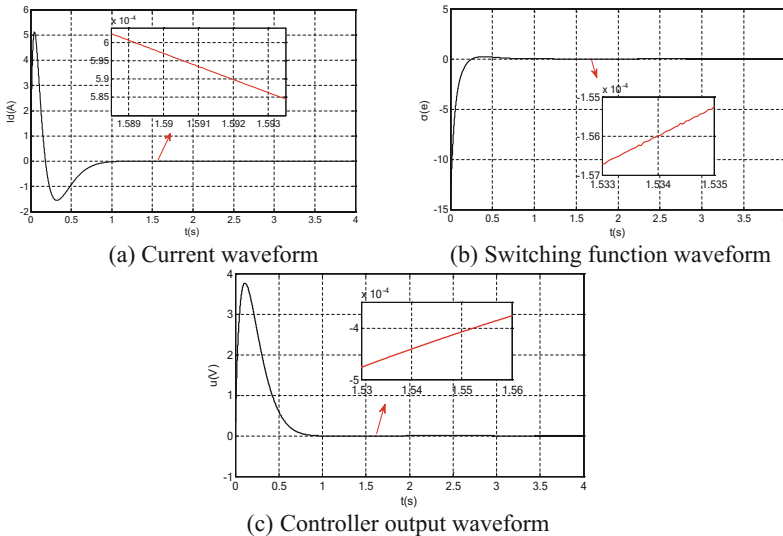 6
5
4
3
2
1
0
-1
-2
Id(A)
x 10⁻⁴
6
5.95
5.9
5.85
1.589 1.59 1.591 1.592 1.593
0 0.5 1 1.5 2 2.5 3 3.5 4
t(s)
(a) Current waveform
5
0
-5
-10
-15
σ(e)
x 10⁻⁴
-1.55
-1.56
-1.57
1.533 1.534 1.535
0 0.5 1 1.5 2 2.5 3 3.5
t(s)
(b) Switching function waveform
4
3
2
1
0
-1
u(V)
x 10⁻⁴
-4
-5
1.53 1.54 1.55 1.56
0 0.5 1 1.5 2 2.5 3 3.5 4
t(s)
(c) Controller output waveform